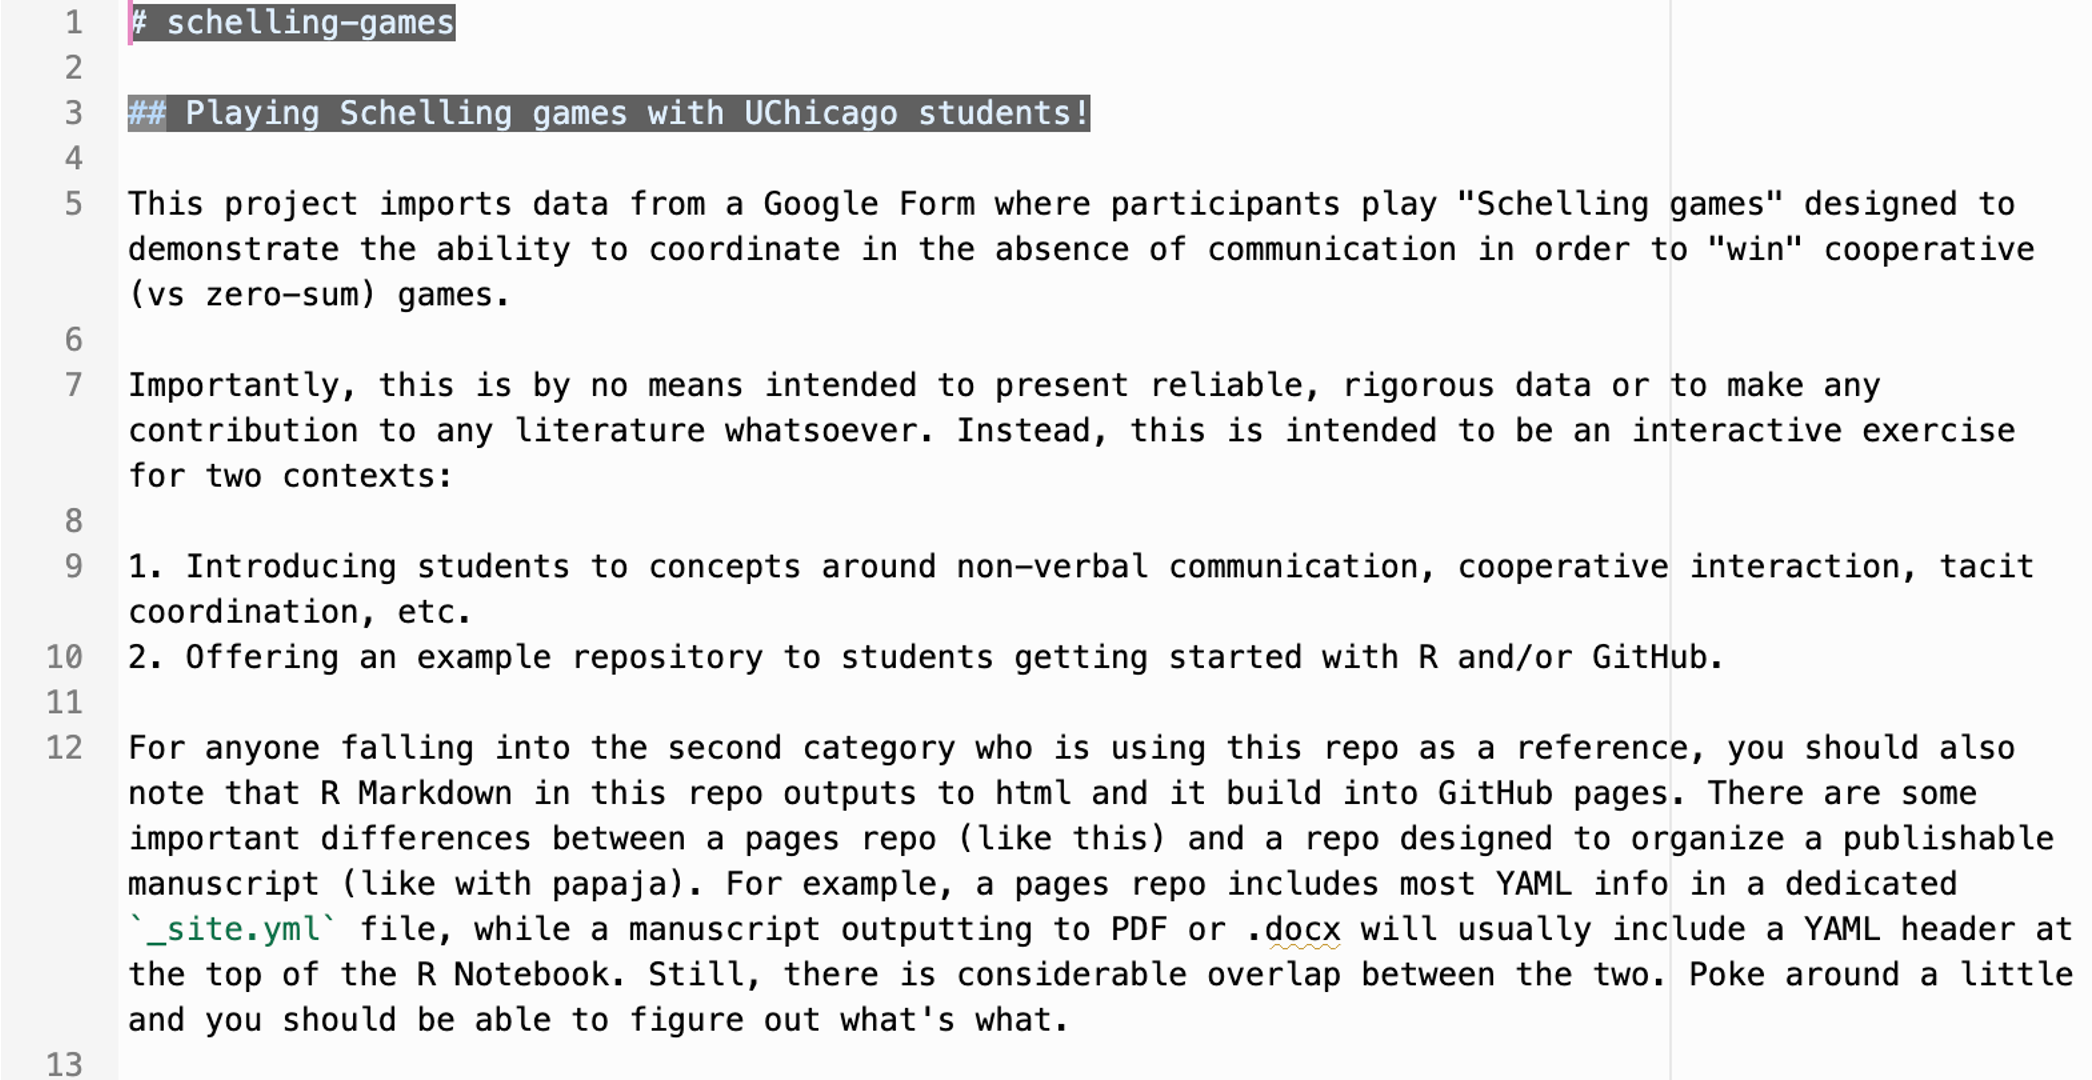 1 # schelling-games
2
3 ## Playing Schelling games with UChicago students!
4
5 This project imports data from a Google Form where participants play "Schelling games" designed to
demonstrate the ability to coordinate in the absence of communication in order to "win" cooperative
(vs zero-sum) games.
6
7 Importantly, this is by no means intended to present reliable, rigorous data or to make any
contribution to any literature whatsoever. Instead, this is intended to be an interactive exercise
for two contexts:
8
9 1. Introducing students to concepts around non-verbal communication, cooperative interaction, tacit
coordination, etc.
10 2. Offering an example repository to students getting started with R and/or GitHub.
11
12 For anyone falling into the second category who is using this repo as a reference, you should also
note that R Markdown in this repo outputs to html and it build into GitHub pages. There are some
important differences between a pages repo (like this) and a repo designed to organize a publishable
manuscript (like with papaja). For example, a pages repo includes most YAML info in a dedicated
`_site.yml` file, while a manuscript outputting to PDF or .docx will usually include a YAML header at
the top of the R Notebook. Still, there is considerable overlap between the two. Poke around a little
and you should be able to figure out what's what.
13